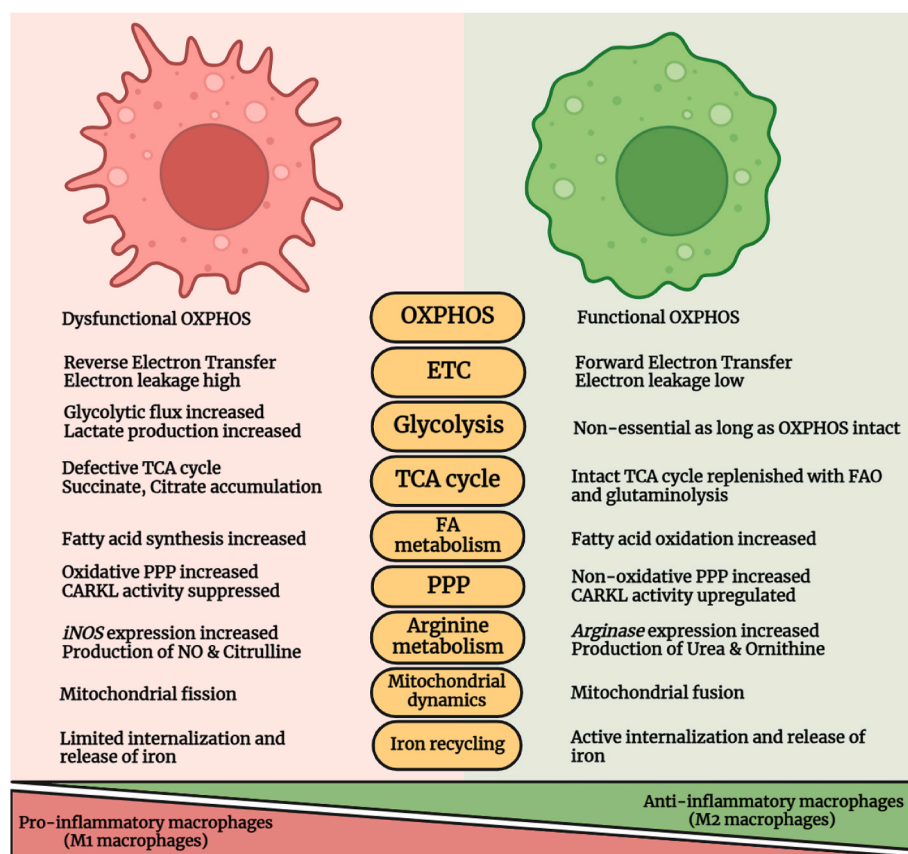 Dysfunctional OXPHOS
OXPHOS
Functional OXPHOS
Reverse Electron Transfer
Electron leakage high
ETC
Forward Electron Transfer
Electron leakage low
Glycolytic flux increased
Lactate production increased
Glycolysis
Non-essential as long as OXPHOS intact
Defective TCA cycle
Succinate, Citrate accumulation
TCA cycle
Intact TCA cycle replenished with FAO
and glutaminolysis
Fatty acid synthesis increased
FA
metabolism
Fatty acid oxidation increased
Oxidative PPP increased
CARKL activity suppressed
PPP
Non-oxidative PPP increased
CARKL activity upregulated
iNOS expression increased
Production of NO & Citrulline
Arginine
metabolism
Arginase expression increased
Production of Urea & Ornithine
Mitochondrial fission
Mitochondrial
dynamics
Mitochondrial fusion
Limited internalization and
release of iron
Iron recycling
Active internalization and release of
iron
Pro-inflammatory macrophages
(M1 macrophages)
Anti-inflammatory macrophages
(M2 macrophages)